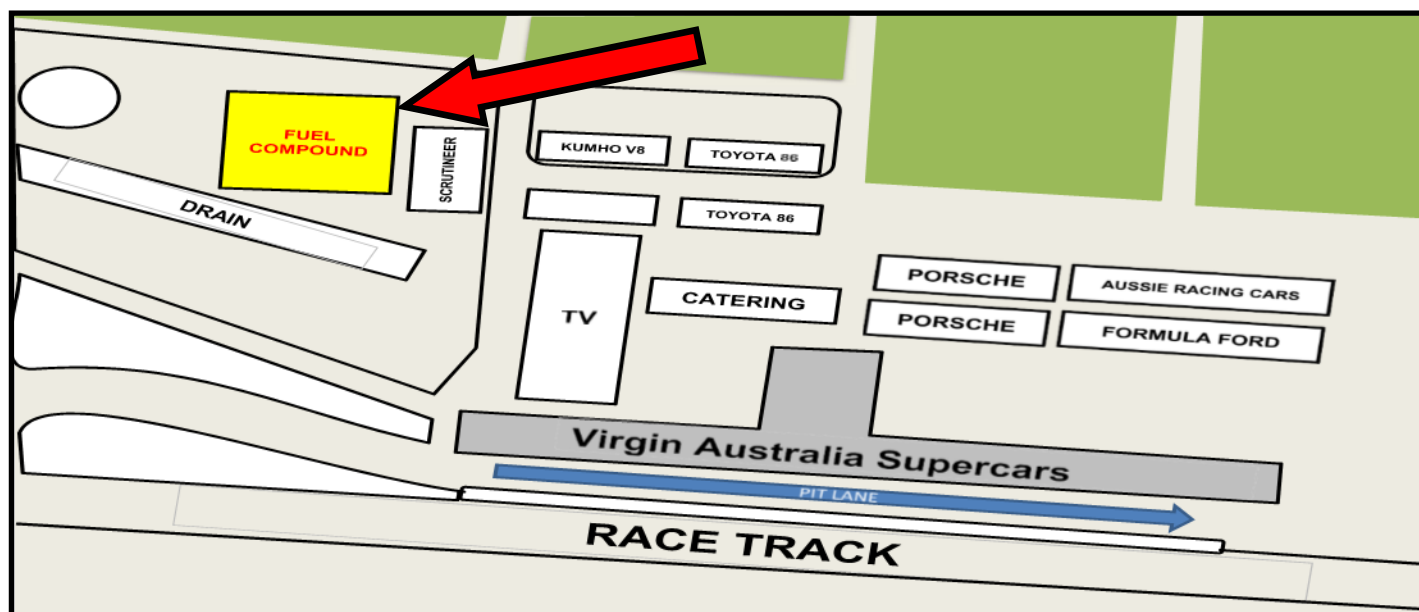 FUEL
COMPOUND
SCRUTINEER
KUMHO V8
TOYOTA 86
DRAIN
TOYOTA 86
TV
CATERING
PORSCHE
AUSSIE RACING CARS
PORSCHE
FORMULA FORD
Virgin Australia Supercars
PIT LANE
RACE TRACK